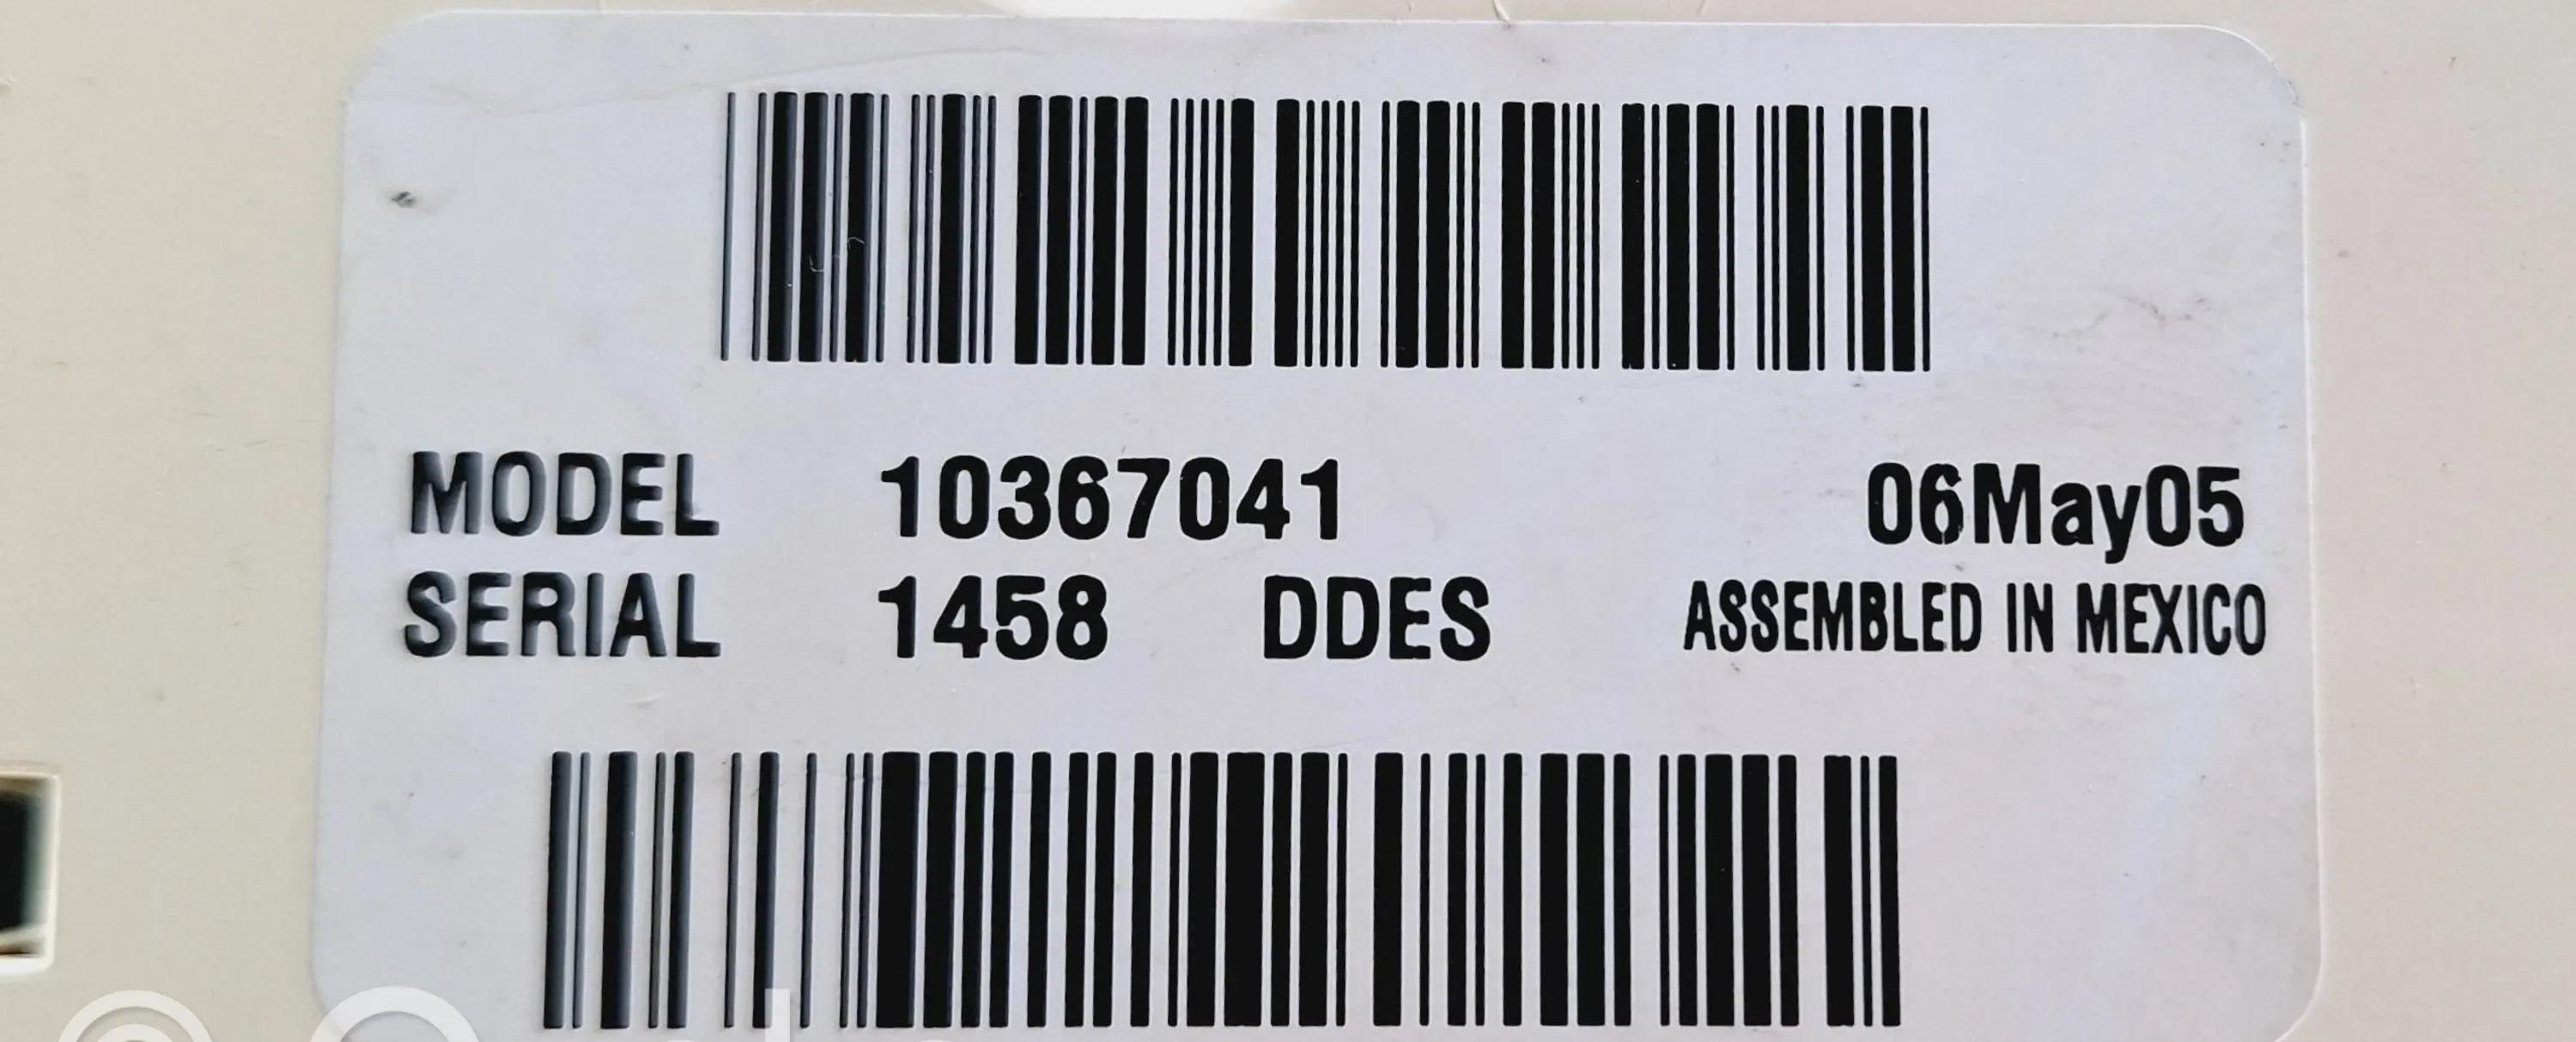 MODEL 10367041 06May05
SERIAL 1458 DDES ASSEMBLED IN MEXICO